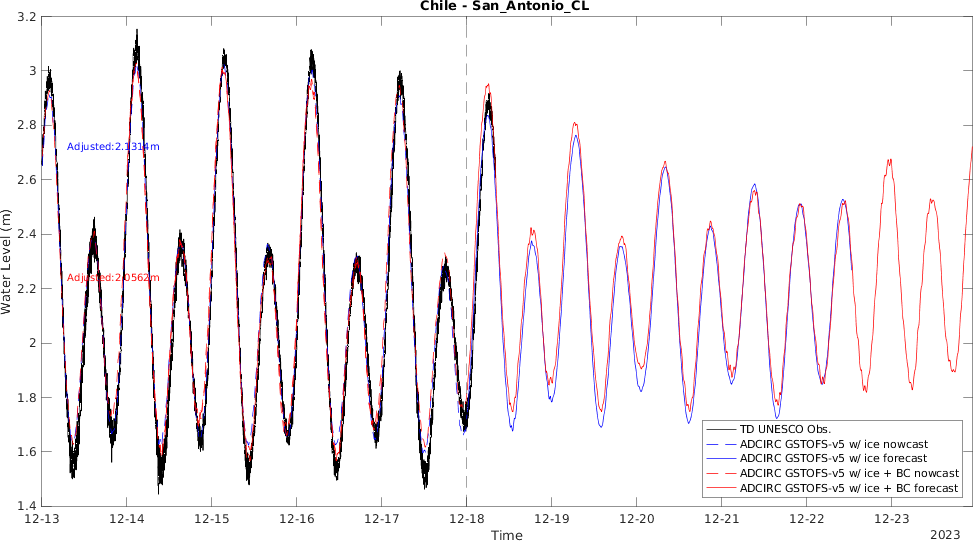 Chile - San_Antonio_CL
3.2
3
2.8
2.6
2.4
2.2
2
1.8
1.6
1.4
Water Level (m)
Adjusted:2.1314m
Adjusted:2.0562m
TD UNESCO Obs.
ADCIRC GSTOFS-v5 w/ ice nowcast
ADCIRC GSTOFS-v5 w/ ice forecast
ADCIRC GSTOFS-v5 w/ ice + BC nowcast
ADCIRC GSTOFS-v5 w/ ice + BC forecast
12-13 12-14 12-15 12-16 12-17 12-18 12-19 12-20 12-21 12-22 12-23
Time
2023